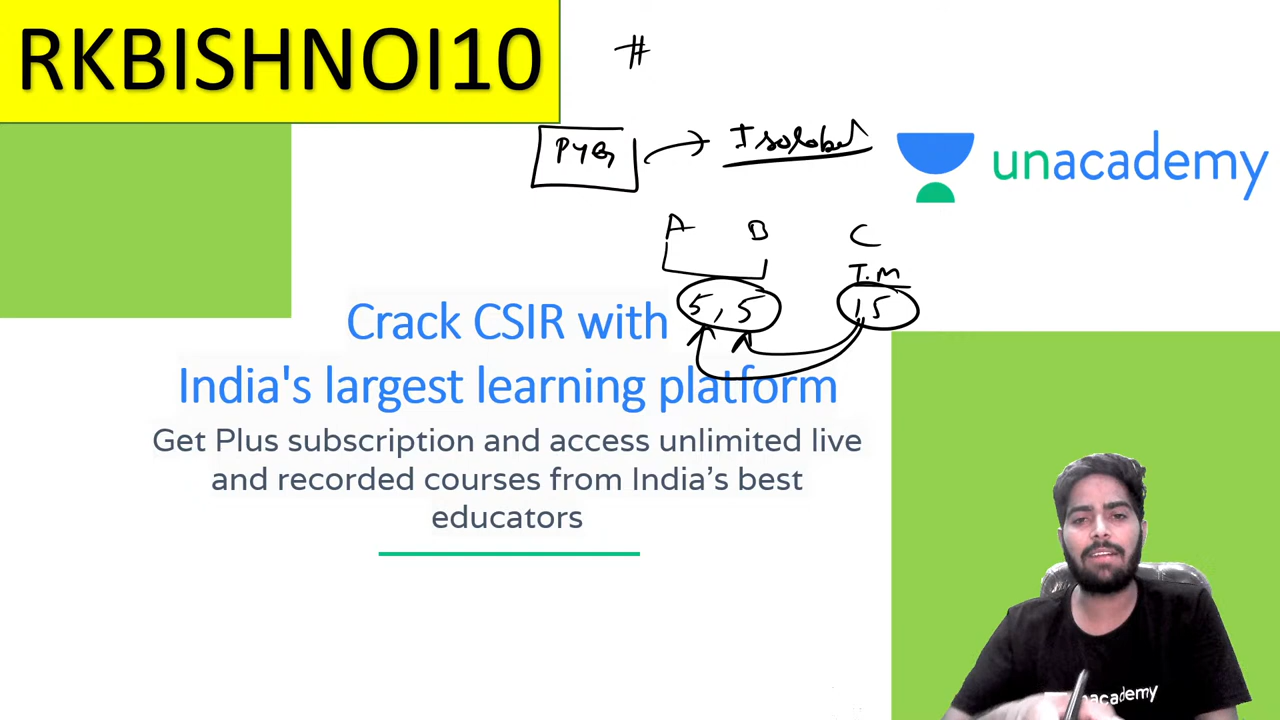 RKBISHNOI10
#
PYQ → Isolobal
unacademy
A B C
T.M
5, 5 15
Crack CSIR with
India's largest learning platform
Get Plus subscription and access unlimited live
and recorded courses from India's best
educators
unacademy